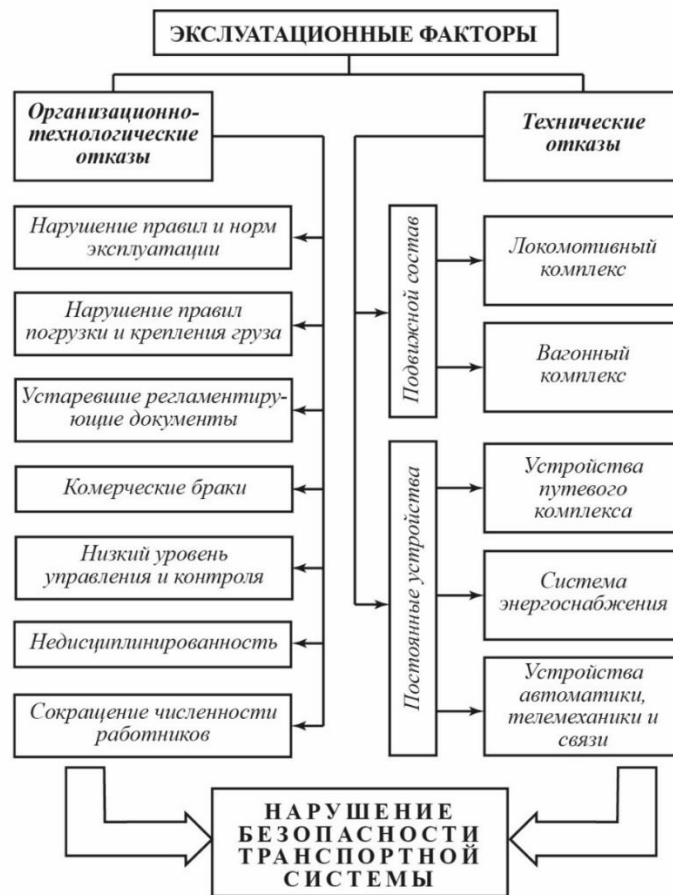 ЭКСЛУАТАЦИОННЫЕ ФАКТОРЫ
Организационно-
технологические
отказы
Нарушение правил и норм
эксплуатации
Нарушение правил
погрузки и крепления груза
Устаревшие регламентиру-
ющие документы
Комерческие браки
Низкий уровень
управления и контроля
Недисциплинированность
Сокращение численности
работников
Технические
отказы
Подвижной состав
Локомотивный
комплекс
Вагонный
комплекс
Постоянные устройства
Устройства
путевого
комплекса
Система
энергоснабжения
Устройства
автоматики,
телемеханики и
связи
НАРУШЕНИЕ
БЕЗОПАСНОСТИ
ТРАНСПОРТНОЙ
СИСТЕМЫ